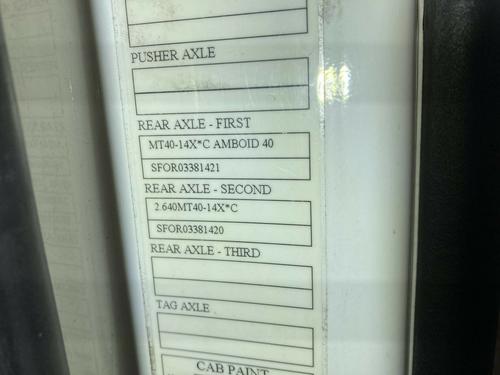 PUSHER AXLE
REAR AXLE - FIRST
MT40-14X*C AMBOID 40
SFOR03381421
REAR AXLE - SECOND
2.640MT40-14X*C
SFOR03381420
REAR AXLE - THIRD
TAG AXLE
CAB PAINT